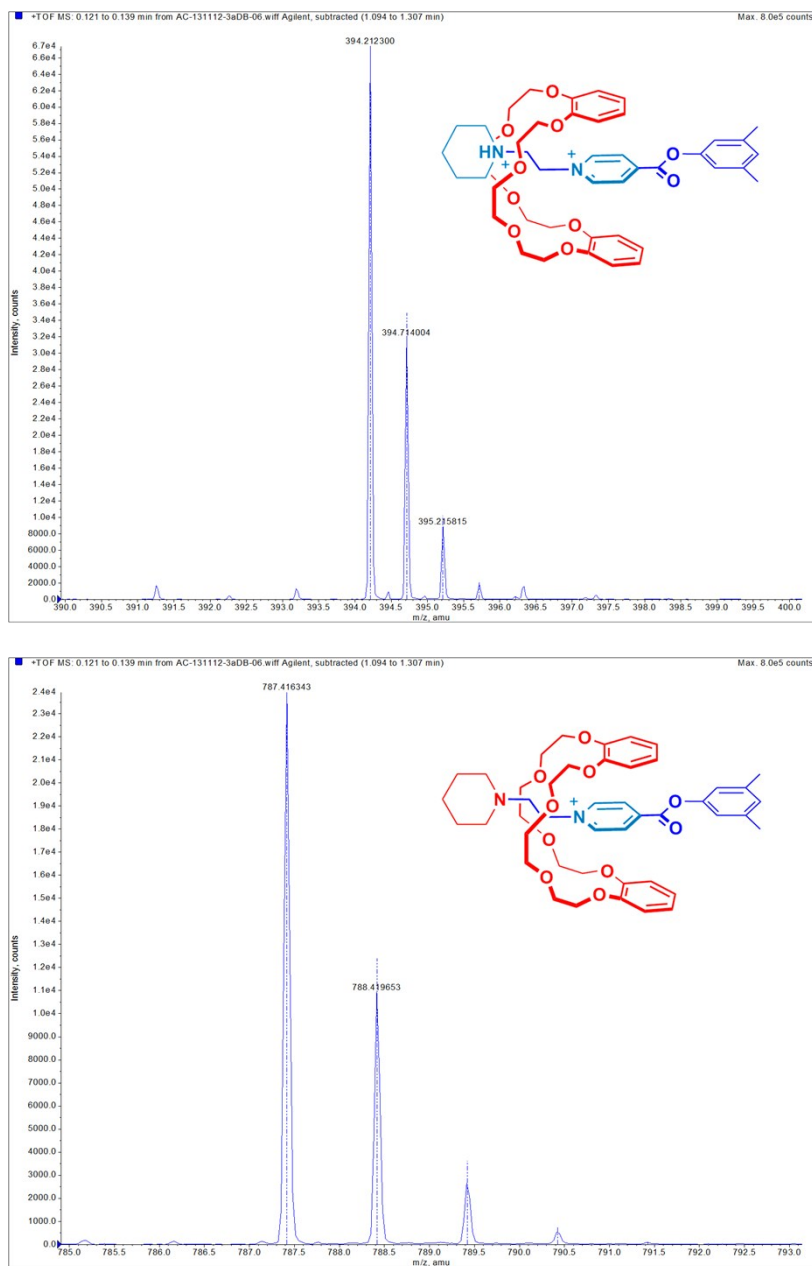 +TOF MS: 0.121 to 0.139 min from AC-131112-3aDB-06.wiff Agilent, subtracted (1.094 to 1.307 min) Max. 8.0e5 counts
394.212300
6.7e4
6.6e4
6.4e4
6.2e4
6.0e4
5.8e4
5.6e4
5.4e4
5.2e4
5.0e4
4.8e4
4.6e4
4.4e4
4.2e4
4.0e4
3.8e4
3.6e4
3.4e4
3.2e4
3.0e4
2.8e4
2.6e4
2.4e4
2.2e4
2.0e4
1.8e4
1.6e4
1.4e4
1.2e4
1.0e4
8000.0
6000.0
4000.0
2000.0
0.0
Intensity, counts
394.714004
395.215815
O
O
O
HN
+
+
O
N
O
O
O
O
O
O
390.0 390.5 391.0 391.5 392.0 392.5 393.0 393.5 394.0 394.5 395.0 395.5 396.0 396.5 397.0 397.5 398.0 398.5 399.0 399.5 400.0
m/z, amu
+TOF MS: 0.121 to 0.139 min from AC-131112-3aDB-06.wiff Agilent, subtracted (1.094 to 1.307 min) Max. 8.0e5 counts
787.416343
2.4e4
2.3e4
2.2e4
2.0e4
1.9e4
1.8e4
1.7e4
1.6e4
1.4e4
1.3e4
1.2e4
1.1e4
1.0e4
9000.0
8000.0
7000.0
6000.0
5000.0
4000.0
3000.0
2000.0
1000.0
0.0
Intensity, counts
788.419653
O
O
O
N
O
+
N
O
O
O
O
O
O
785.0 785.5 786.0 786.5 787.0 787.5 788.0 788.5 789.0 789.5 790.0 790.5 791.0 791.5 792.0 792.5 793.0
m/z, amu